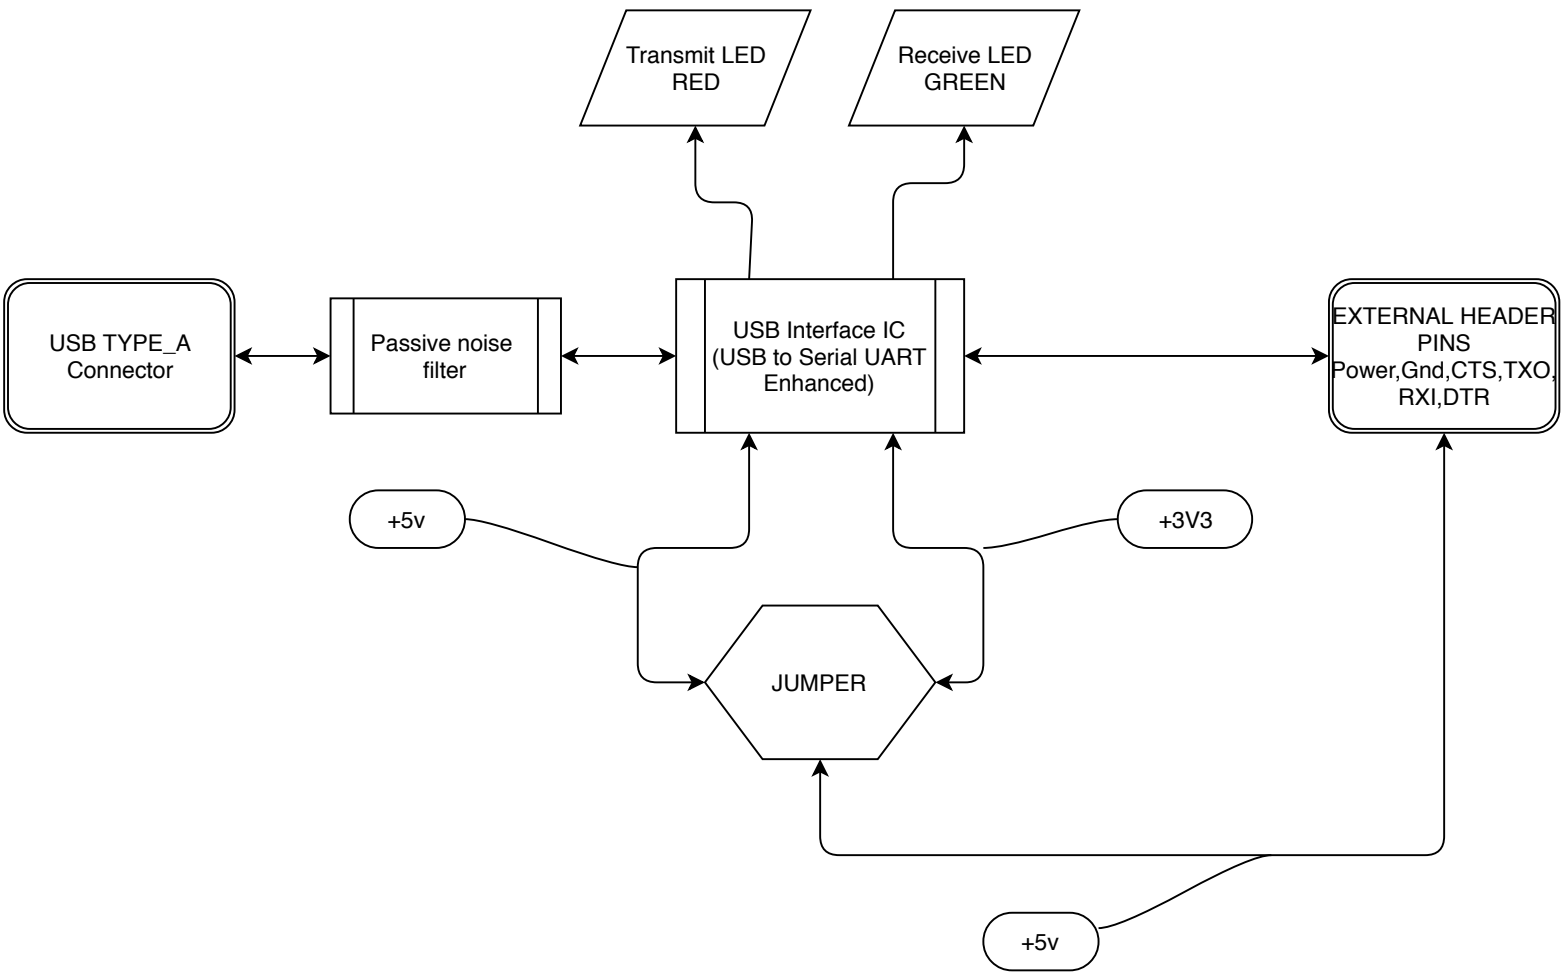 Transmit LED
RED
Receive LED
GREEN
USB TYPE_A
Connector
Passive noise
filter
USB Interface IC
(USB to Serial UART
Enhanced)
EXTERNAL HEADER
PINS
Power,Gnd,CTS,TXO,
RXI,DTR
+5v
+3V3
JUMPER
+5v